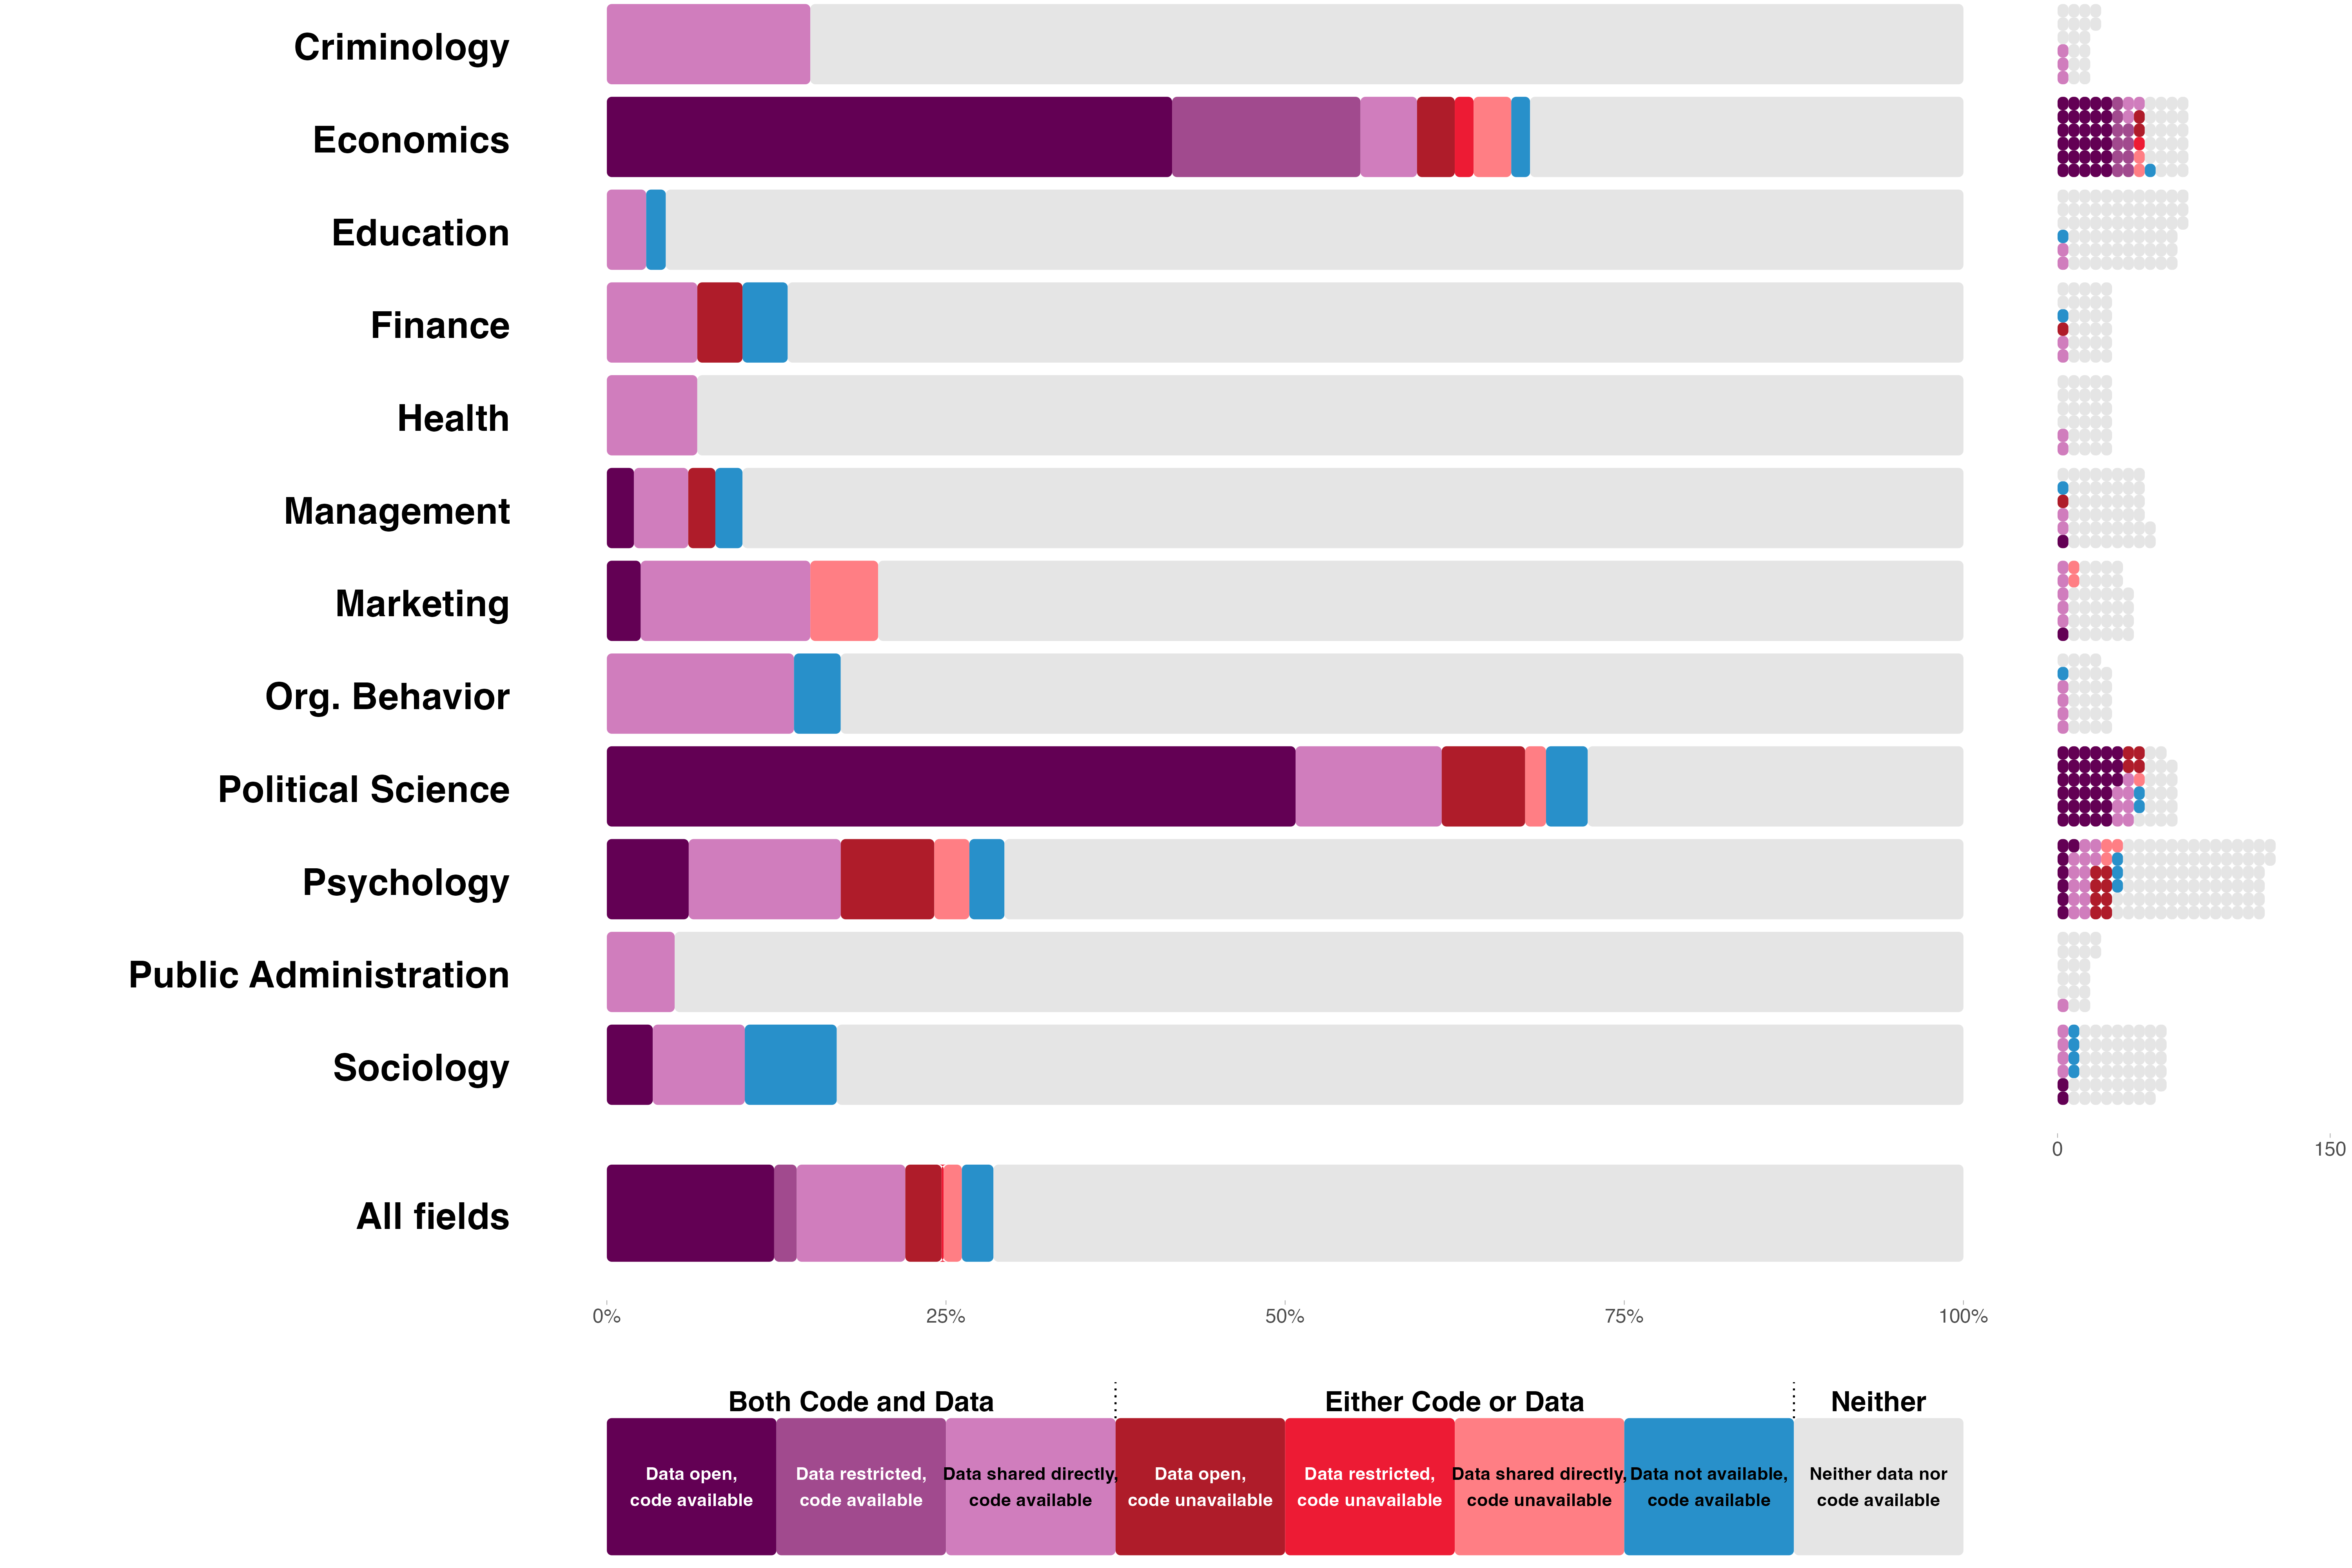 Criminology
Economics
Education
Finance
Health
Management
Marketing
Org. Behavior
Political Science
Psychology
Public Administration
Sociology
0 150
All fields
0% 25% 50% 75% 100%
Both Code and Data Either Code or Data Neither
Data open, Data restricted, Data shared directly, Data open, Data restricted, Data shared directly, Data not available, Neither data nor
code available code available code available code unavailable code unavailable code unavailable code available code available